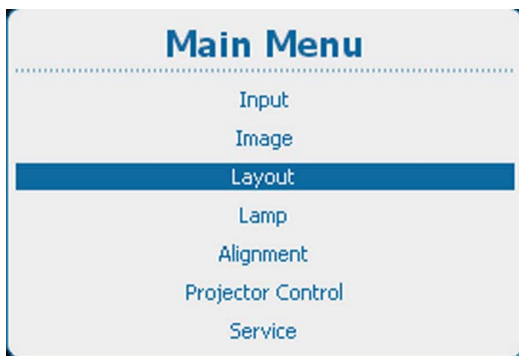 Main Menu
Input
Image
Layout
Lamp
Alignment
Projector Control
Service